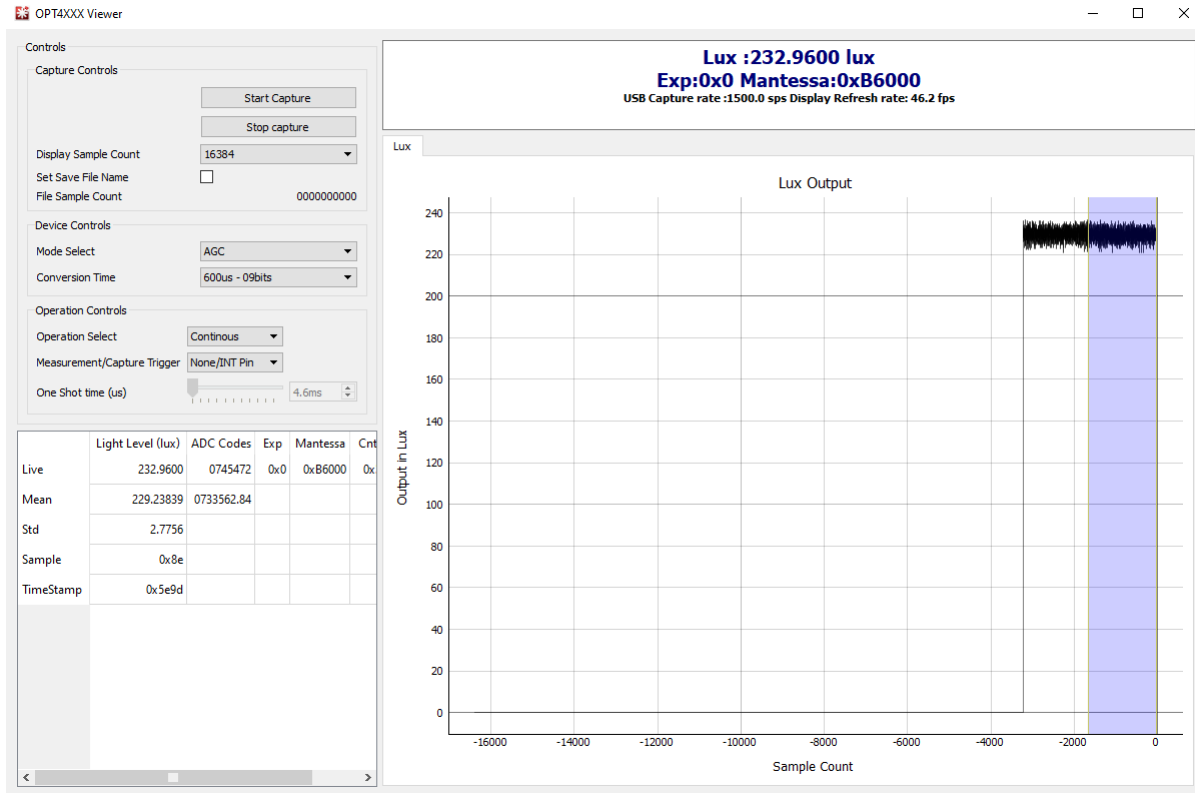 OPT4XXX Viewer
Controls
Capture Controls
Start Capture
Stop capture
Display Sample Count 16384
Set Save File Name
File Sample Count 0000000000
Device Controls
Mode Select AGC
Conversion Time 600us - 09bits
Operation Controls
Operation Select Continous
Measurement/Capture Trigger None/INT Pin
One Shot time (us) 4.6ms
Light Level (lux) ADC Codes Exp Mantessa Cnt
Live 232.9600 0745472 0x0 0xB6000 0x
Mean 229.23839 0733562.84
Std 2.7756
Sample 0x8e
TimeStamp 0x5e9d
Lux :232.9600 lux
Exp:0x0 Mantessa:0xB6000
USB Capture rate :1500.0 sps Display Refresh rate: 46.2 fps
Lux
Lux Output
240
220
200
180
160
140
120
100
80
60
40
20
0
Output in Lux
-16000 -14000 -12000 -10000 -8000 -6000 -4000 -2000 0
Sample Count